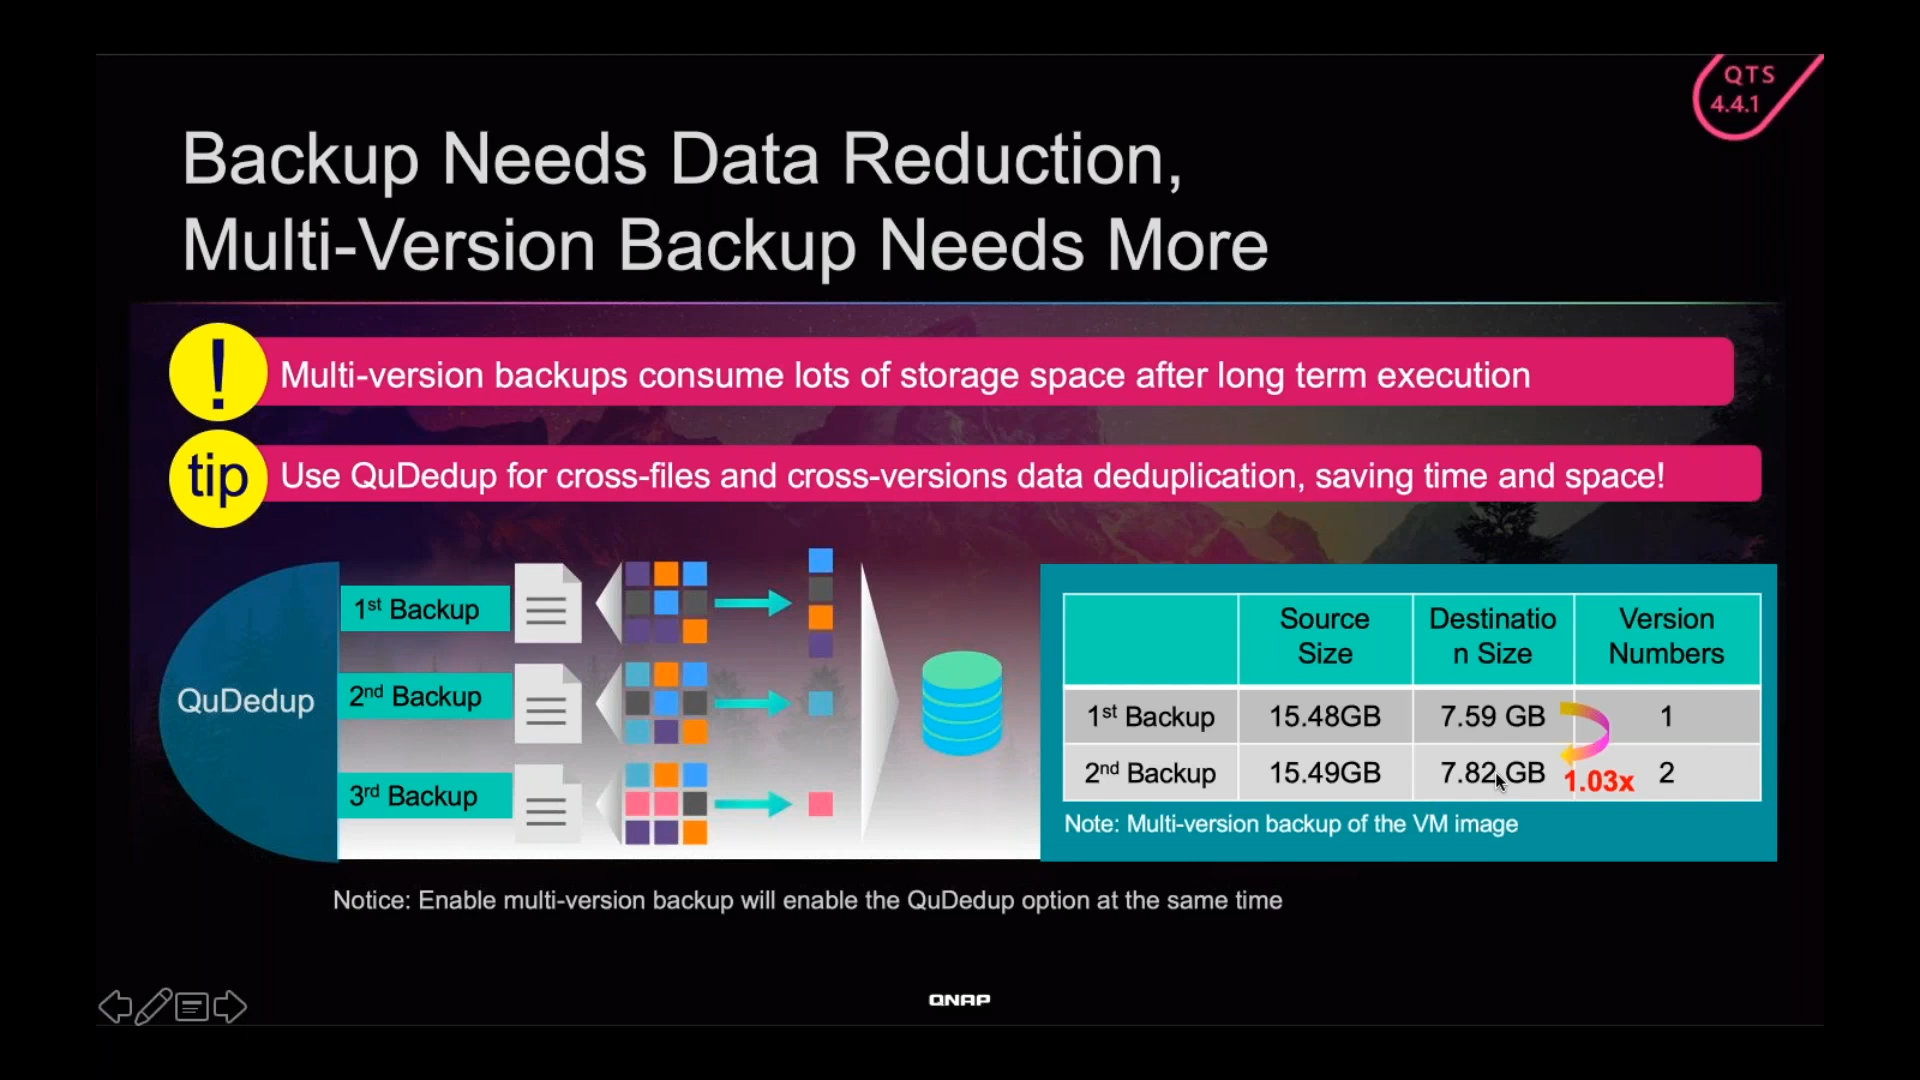 QTS
4.4.1
Backup Needs Data Reduction,
Multi-Version Backup Needs More
!
Multi-version backups consume lots of storage space after long term execution
tip
Use QuDedup for cross-files and cross-versions data deduplication, saving time and space!
QuDedup
1st Backup
2nd Backup
3rd Backup
Source Size
Destinatio n Size
Version Numbers
1st Backup 15.48GB 7.59 GB 1
2nd Backup 15.49GB 7.82 GB 2
1.03x
Note: Multi-version backup of the VM image
Notice: Enable multi-version backup will enable the QuDedup option at the same time
QNAP